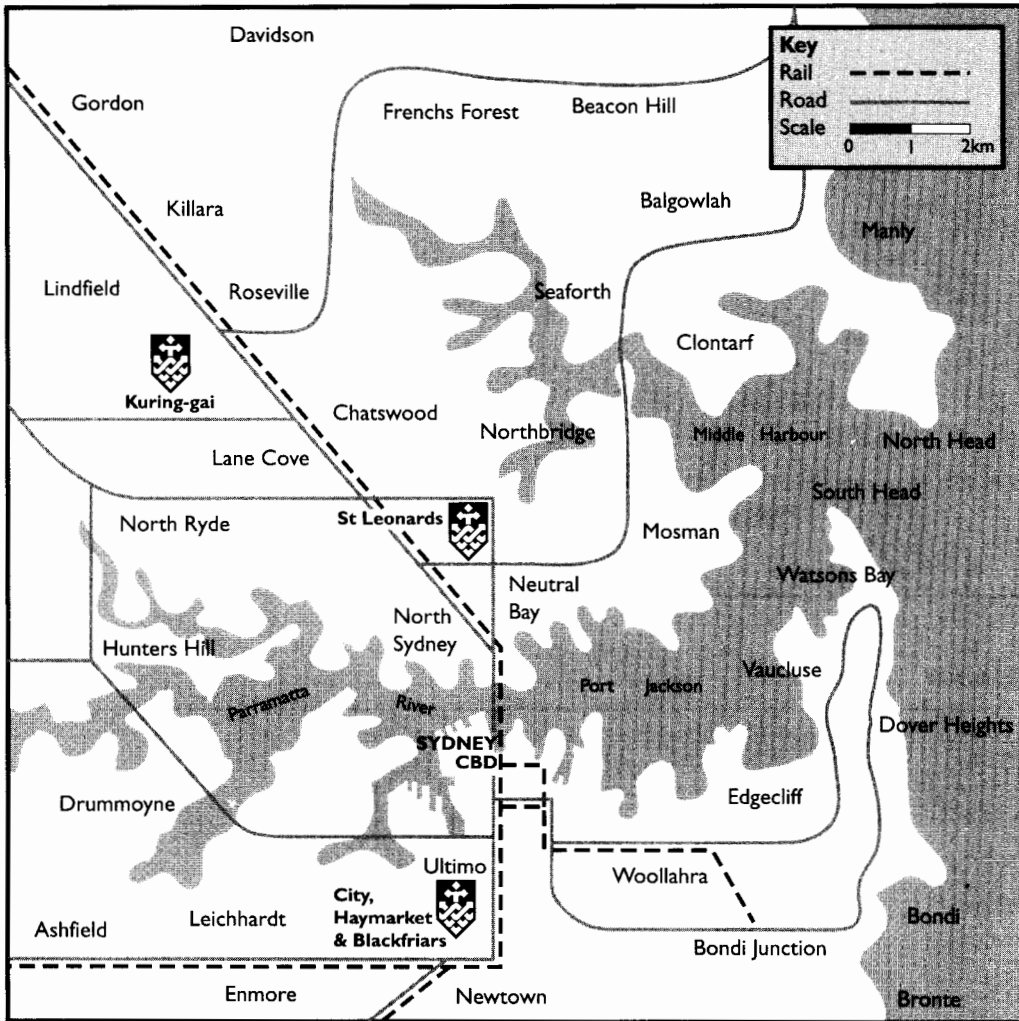 Davidson
Key
Rail
Road
Scale
0 1 2km
Gordon
Frenchs Forest
Beacon Hill
Killara
Balgowlah
Manly
Lindfield
Roseville
Seaforth
Clontarf
Kuring-gai
Chatswood
Northbridge
Middle Harbour
North Head
Lane Cove
South Head
North Ryde
St Leonards
Mosman
Neutral
Bay
Watsons Bay
North
Sydney
Hunters Hill
Vaucluse
Parramatta
River
Port Jackson
Dover Heights
SYDNEY
CBD
Drummoyne
Edgecliff
Ultimo
Woollahra
City,
Haymarket
& Blackfriars
Leichhardt
Ashfield
Bondi
Bondi Junction
Enmore
Newtown
Bronte